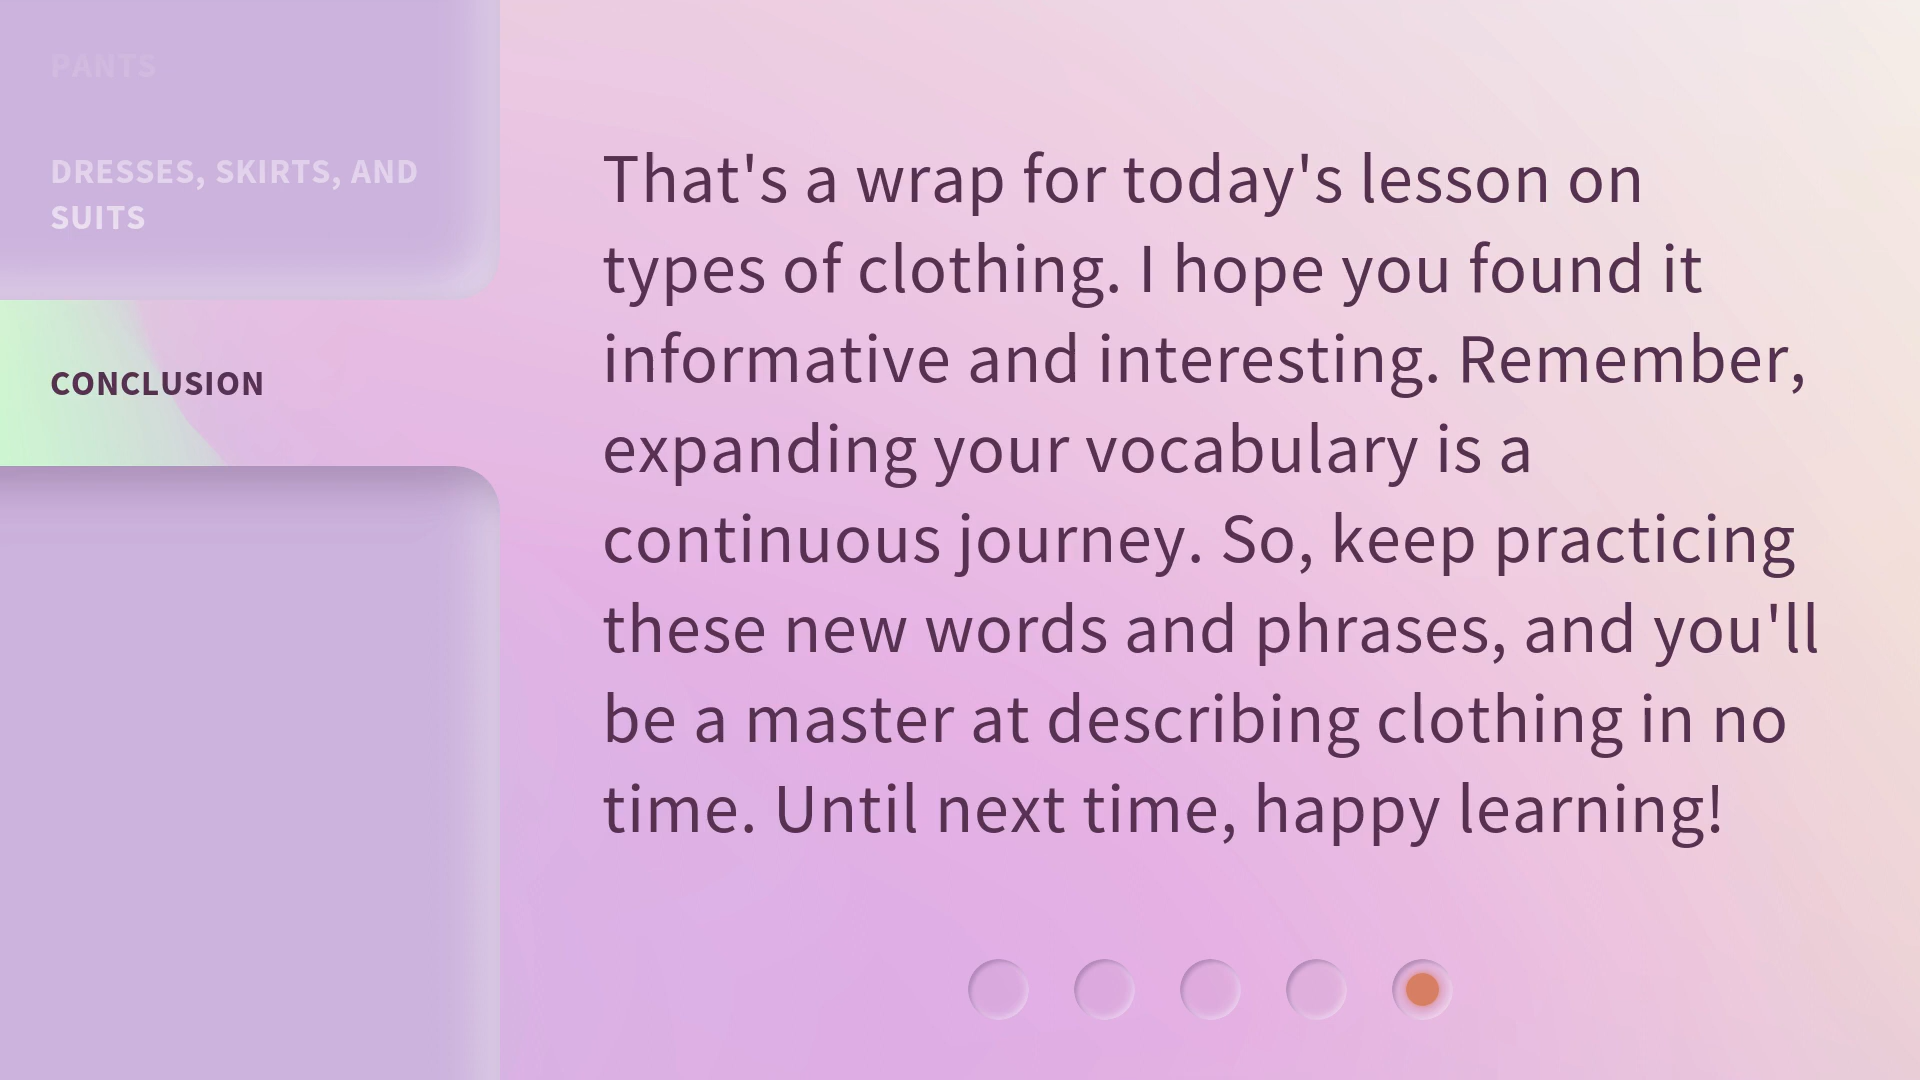 PANTS
DRESSES, SKIRTS, AND
SUITS
CONCLUSION
That's a wrap for today's lesson on
types of clothing. I hope you found it
informative and interesting. Remember,
expanding your vocabulary is a
continuous journey. So, keep practicing
these new words and phrases, and you'll
be a master at describing clothing in no
time. Until next time, happy learning!